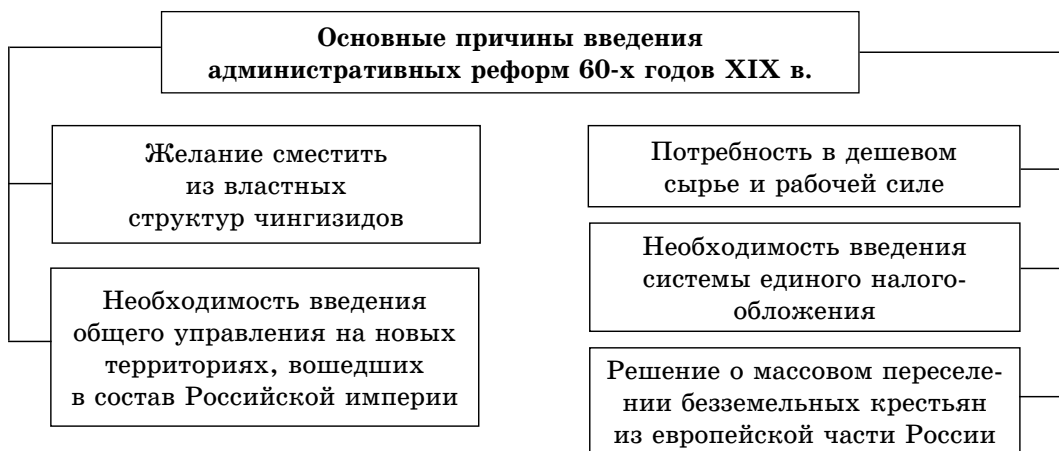 Основные причины введения
административных реформ 60-х годов XIX в.
Желание сместить
из властных
структур чингизидов
Необходимость введения
общего управления на новых
территориях, вошедших
в состав Российской империи
Потребность в дешевом
сырье и рабочей силе
Необходимость введения
системы единого налого-
обложения
Решение о массовом переселе-
нии безземельных крестьян
из европейской части России